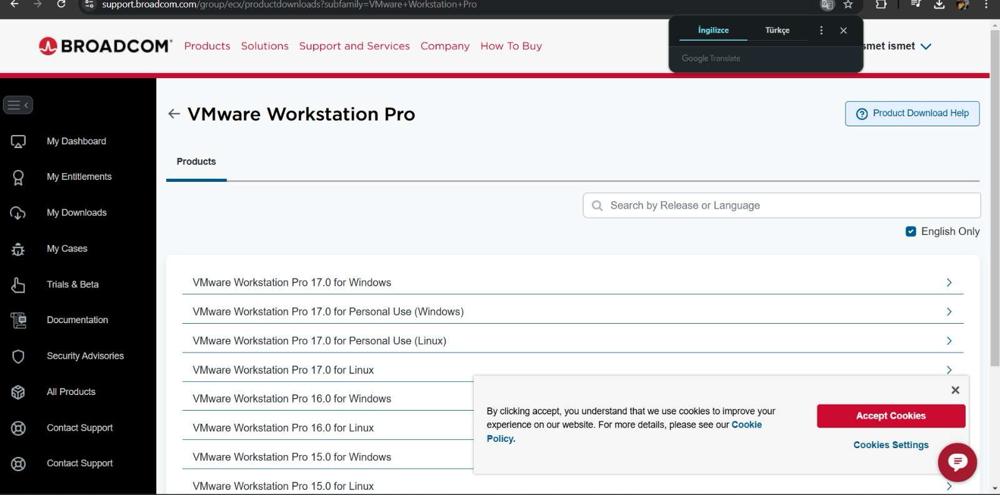 support.broadcom.com/group/ecx/productdownloads?subfamily=VMware+Workstation+Pro
İngilizce
Türkçe
Google Translate
BROADCOM
Products
Solutions
Support and Services
Company
How To Buy
smet ismet
My Dashboard
My Entitlements
My Downloads
My Cases
Trials & Beta
Documentation
Security Advisories
All Products
Contact Support
Contact Support
VMware Workstation Pro
Product Download Help
Products
Search by Release or Language
English Only
VMware Workstation Pro 17.0 for Windows
VMware Workstation Pro 17.0 for Personal Use (Windows)
VMware Workstation Pro 17.0 for Personal Use (Linux)
VMware Workstation Pro 17.0 for Linux
VMware Workstation Pro 16.0 for Windows
VMware Workstation Pro 16.0 for Linux
VMware Workstation Pro 15.0 for Windows
VMware Workstation Pro 15.0 for Linux
By clicking accept, you understand that we use cookies to improve your
experience on our website. For more details, please see our Cookie
Policy.
Accept Cookies
Cookies Settings